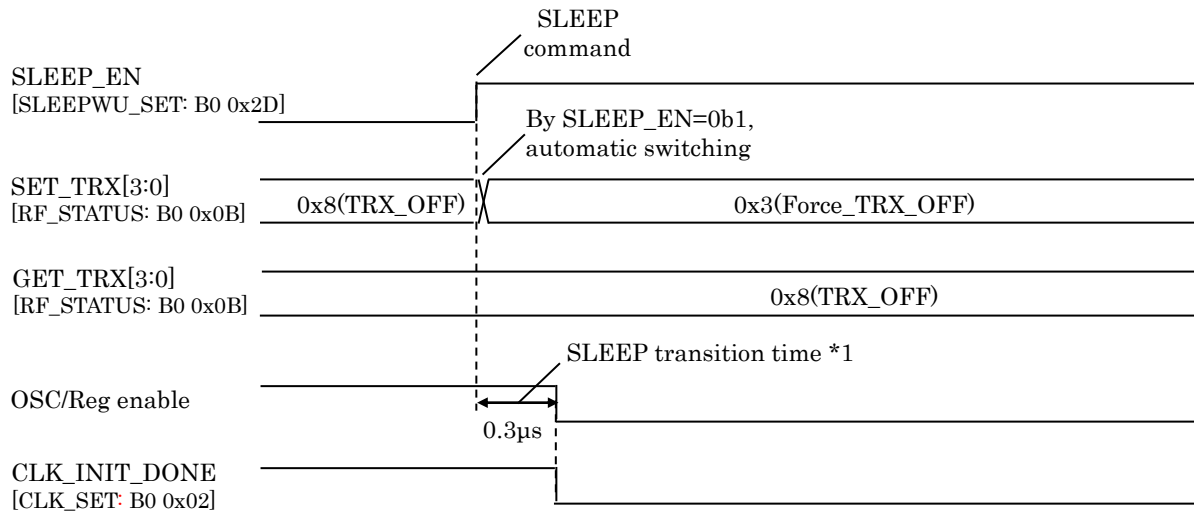 SLEEP
command
SLEEP_EN
[SLEEPWU_SET: B0 0x2D]
By SLEEP_EN=0b1,
automatic switching
SET_TRX[3:0]
[RF_STATUS: B0 0x0B]
0x8(TRX_OFF)
0x3(Force_TRX_OFF)
GET_TRX[3:0]
[RF_STATUS: B0 0x0B]
0x8(TRX_OFF)
SLEEP transition time *1
OSC/Reg enable
0.3µs
CLK_INIT_DONE
[CLK_SET: B0 0x02]